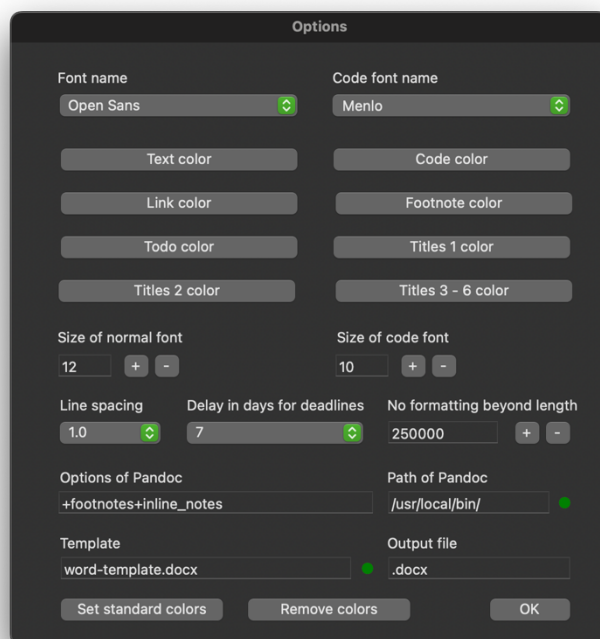 Options
Font name Code font name
Open Sans Menlo
Text color Code color
Link color Footnote color
Todo color Titles 1 color
Titles 2 color Titles 3 - 6 color
Size of normal font Size of code font
12 + - 10 + -
Line spacing Delay in days for deadlines No formatting beyond length
1.0 7 250000 + -
Options of Pandoc Path of Pandoc
+footnotes+inline_notes /usr/local/bin/
Template Output file
word-template.docx .docx
Set standard colors Remove colors OK